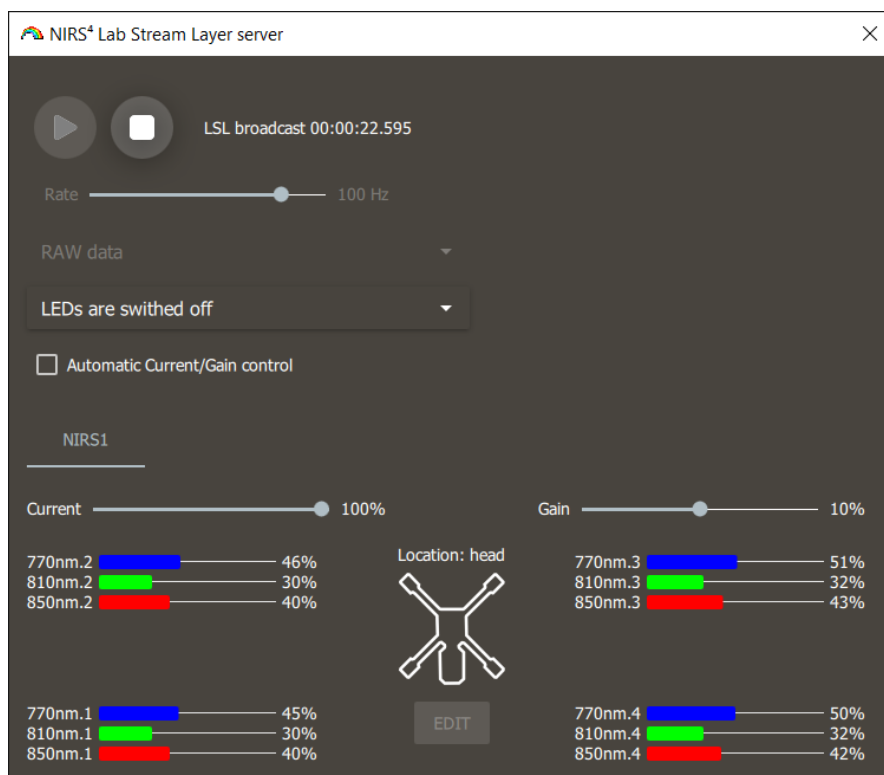 NIRS⁴ Lab Stream Layer server
LSL broadcast 00:00:22.595
Rate 100 Hz
RAW data
LEDs are swithed off
Automatic Current/Gain control
NIRS1
Current 100%
Gain 10%
770nm.2 46%
810nm.2 30%
850nm.2 40%
Location: head
770nm.3 51%
810nm.3 32%
850nm.3 43%
770nm.1 45%
810nm.1 30%
850nm.1 40%
EDIT
770nm.4 50%
810nm.4 32%
850nm.4 42%